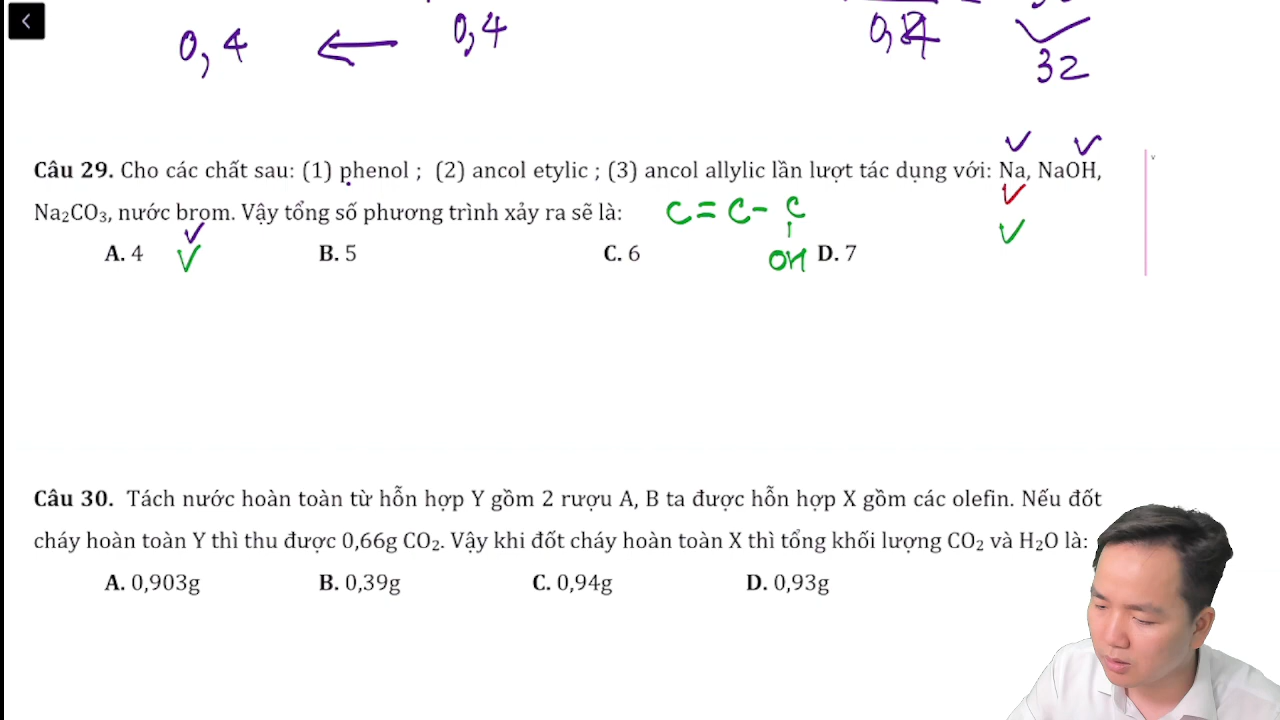 0,4 ← 0,4
32
Câu 29. Cho các chất sau: (1) phenol ; (2) ancol etylic ; (3) ancol allylic lần lượt tác dụng với: Na, NaOH,
Na₂CO₃, nước brom. Vậy tổng số phương trình xảy ra sẽ là:
C = C - C
OH
A. 4 B. 5 C. 6 D. 7
Câu 30. Tách nước hoàn toàn từ hỗn hợp Y gồm 2 rượu A, B ta được hỗn hợp X gồm các olefin. Nếu đốt
cháy hoàn toàn Y thì thu được 0,66g CO₂. Vậy khi đốt cháy hoàn toàn X thì tổng khối lượng CO₂ và H₂O là:
A. 0,903g B. 0,39g C. 0,94g D. 0,93g